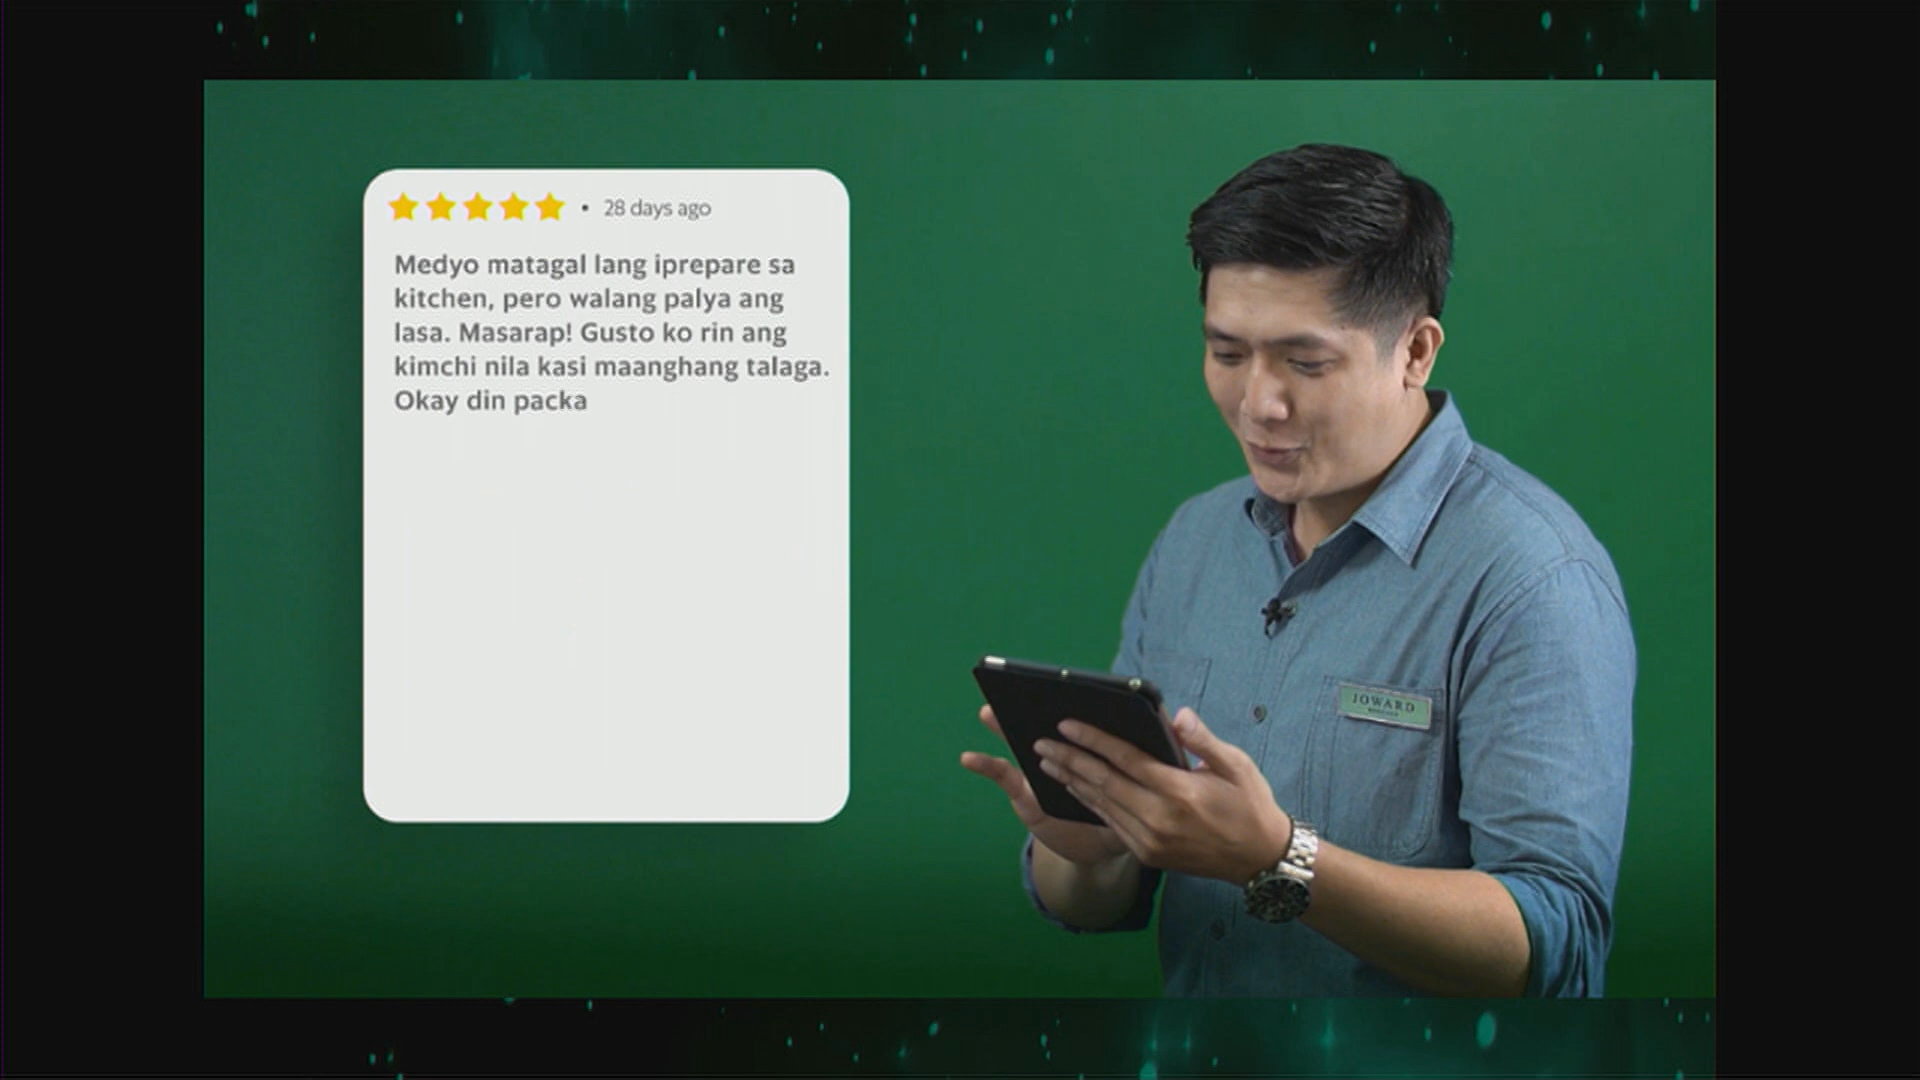 28 days ago
Medyo matagal lang iprepare sa
kitchen, pero walang palya ang
lasa. Masarap! Gusto ko rin ang
kimchi nila kasi maanghang talaga.
Okay din packa
JOWARD